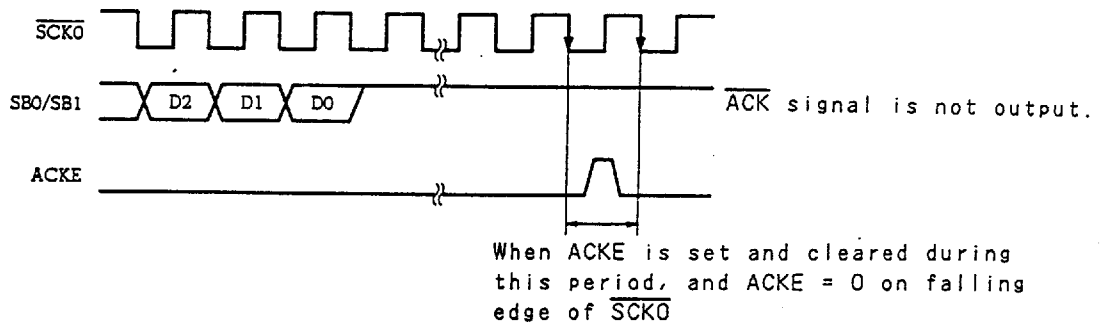 SCK0
SB0/SB1 D2 D1 D0 ACK signal is not output.
ACKE
When ACKE is set and cleared during
this period, and ACKE = 0 on falling
edge of SCK0